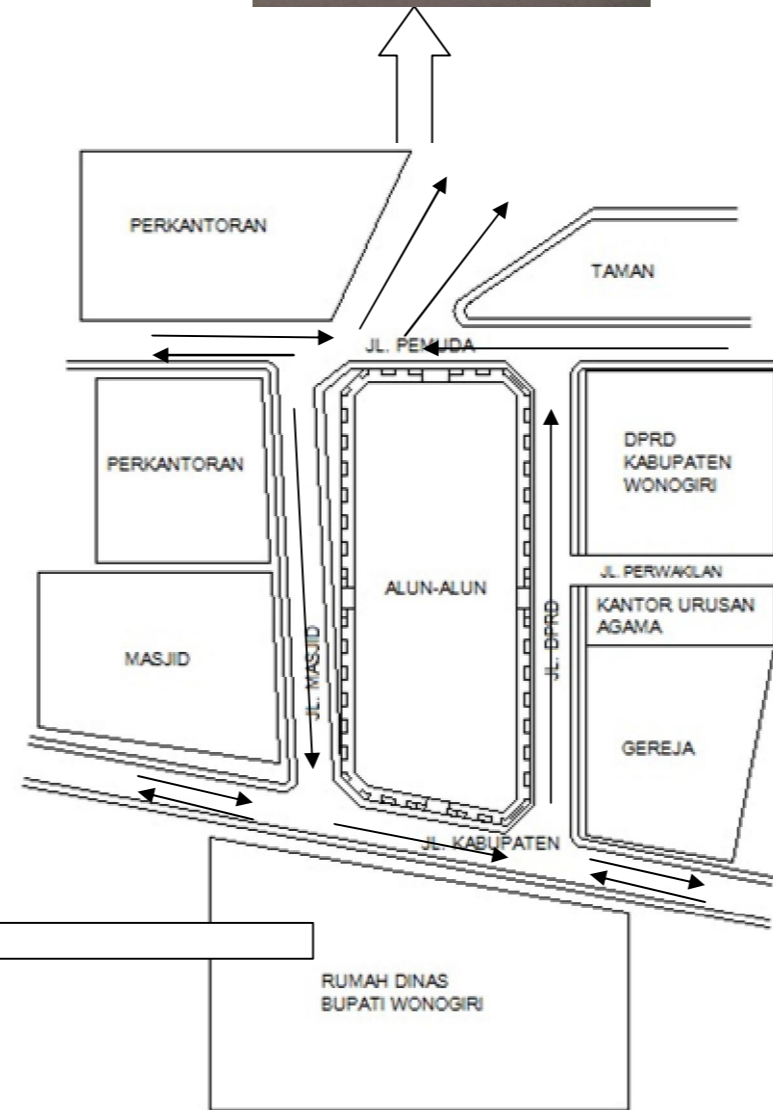 PERKANTORAN
TAMAN
JL. PEMUDA
PERKANTORAN
DPRD
KABUPATEN
WONOGIRI
ALUN-ALUN
JL. PERWAKILAN
KANTOR URUSAN
AGAMA
MASJID
JL. MASJID
JL. DPRD
GEREJA
JL. KABUPATEN
RUMAH DINAS
BUPATI WONOGIRI